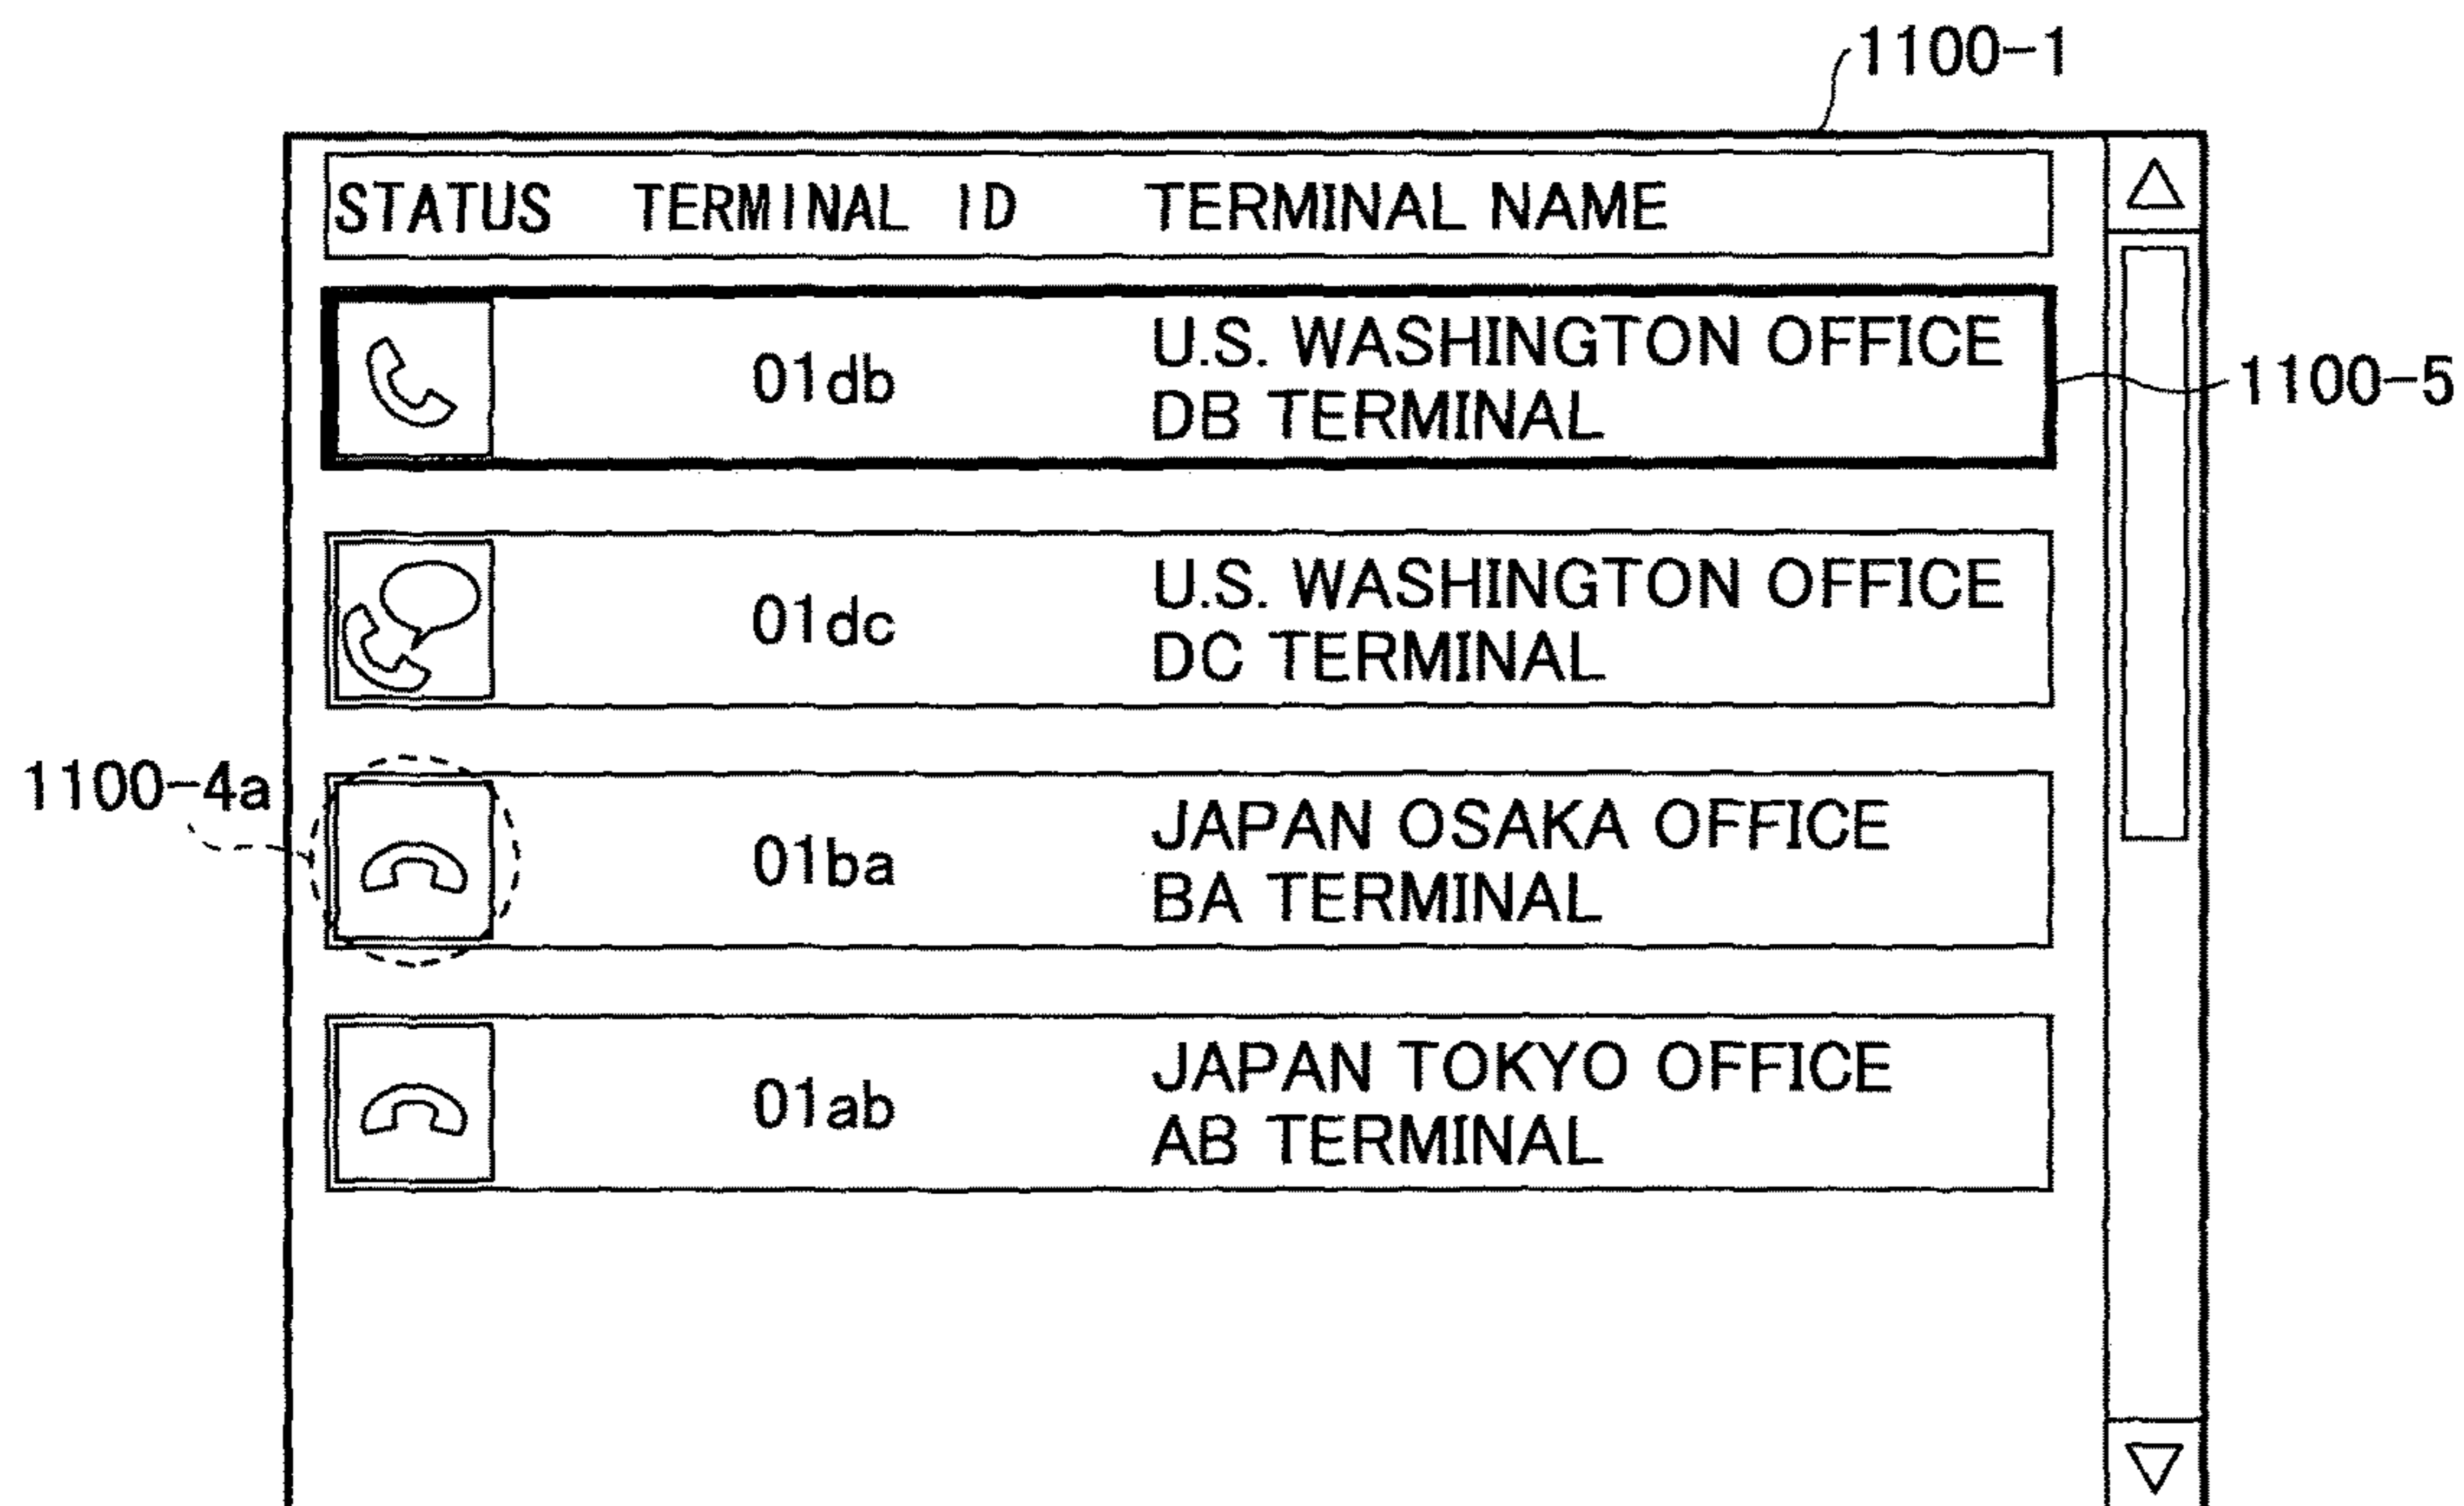 1100-1
STATUS TERMINAL ID TERMINAL NAME
01db
U.S. WASHINGTON OFFICE
DB TERMINAL
1100-5
01dc
U.S. WASHINGTON OFFICE
DC TERMINAL
1100-4a
01ba
JAPAN OSAKA OFFICE
BA TERMINAL
01ab
JAPAN TOKYO OFFICE
AB TERMINAL